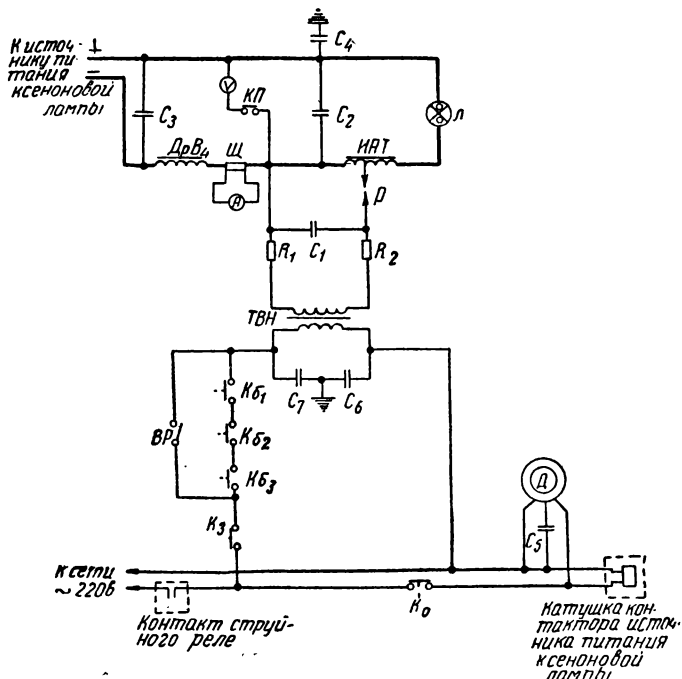 C4
К источ-
нику пи-
тания
ксеноновой
лампы
+
−
C3
V
КП
C2
Л
ДрВ4
Щ
А
ИАТ
Р
R1
C1
R2
ТВН
C7
C6
ВР
Кб1
Кб2
Кб3
К3
Д
C5
К сети
~220в
Ко
Контакт струй-
ного реле
Катушка кон-
тактора источ-
ника питания
ксеноновой
лампы